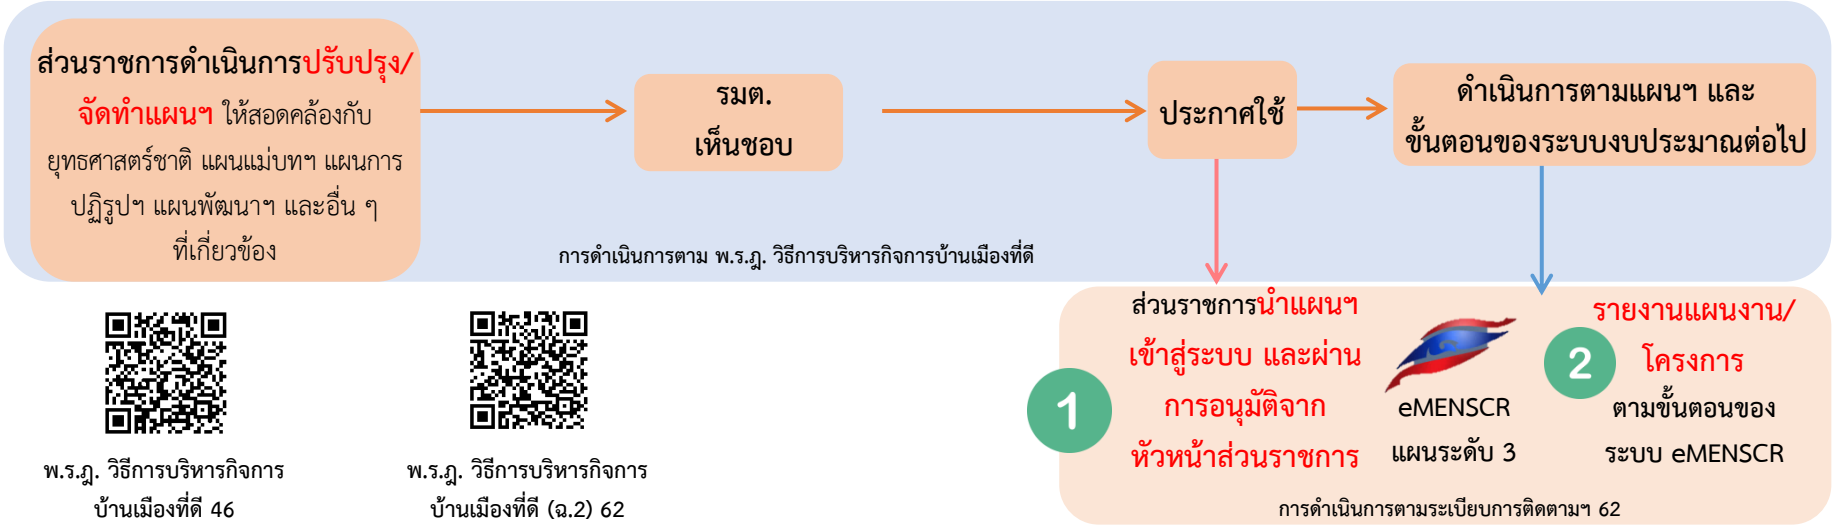 ส่วนราชการดำเนินการปรับปรุง/
จัดทำแผนฯ ให้สอดคล้องกับ
ยุทธศาสตร์ชาติ แผนแม่บทฯ แผนการ
ปฏิรูปฯ แผนพัฒนาฯ และอื่น ๆ
ที่เกี่ยวข้อง
รมต.
เห็นชอบ
ประกาศใช้
ดำเนินการตามแผนฯ และ
ขั้นตอนของระบบงบประมาณต่อไป
การดำเนินการตาม พ.ร.ฎ. วิธีการบริหารกิจการบ้านเมืองที่ดี
พ.ร.ฎ. วิธีการบริหารกิจการ
บ้านเมืองที่ดี 46
พ.ร.ฎ. วิธีการบริหารกิจการ
บ้านเมืองที่ดี (ฉ.2) 62
1
ส่วนราชการนำแผนฯ
เข้าสู่ระบบ และผ่าน
การอนุมัติจาก
หัวหน้าส่วนราชการ
eMENSCR
แผนระดับ 3
2
รายงานแผนงาน/
โครงการ
ตามขั้นตอนของ
ระบบ eMENSCR
การดำเนินการตามระเบียบการติดตามฯ 62